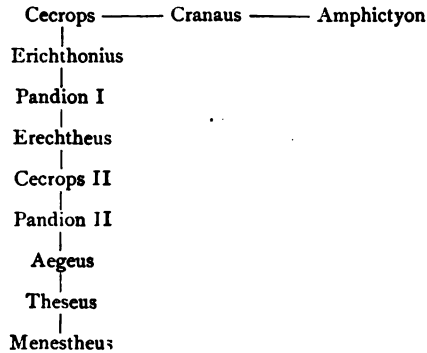 Cecrops Cranaus Amphictyon
Erichthonius
Pandion I
Erechtheus
Cecrops II
Pandion II
Aegeus
Theseus
Menestheus